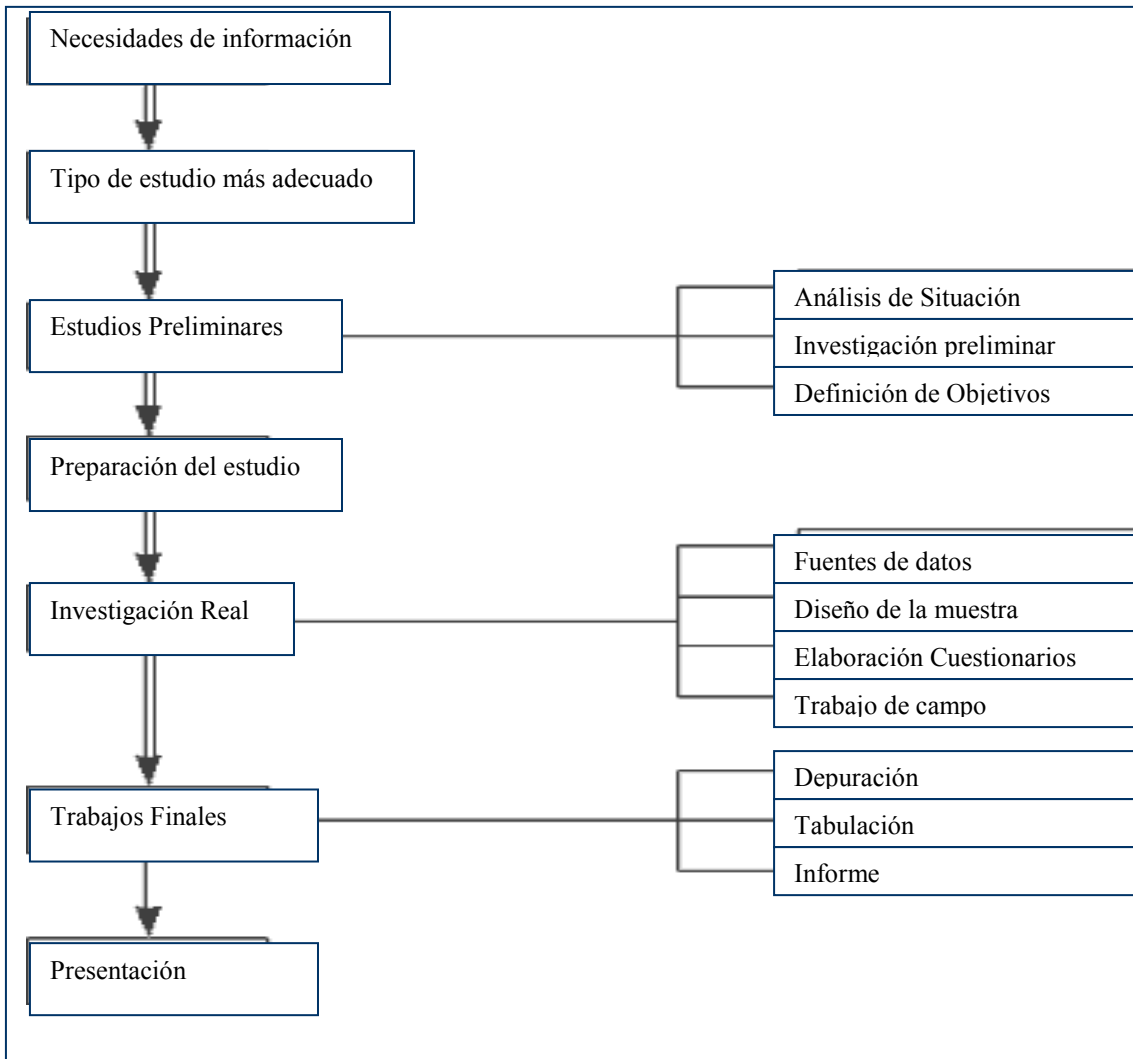 Necesidades de información
Tipo de estudio más adecuado
Estudios Preliminares
Análisis de Situación
Investigación preliminar
Definición de Objetivos
Preparación del estudio
Investigación Real
Fuentes de datos
Diseño de la muestra
Elaboración Cuestionarios
Trabajo de campo
Trabajos Finales
Depuración
Tabulación
Informe
Presentación